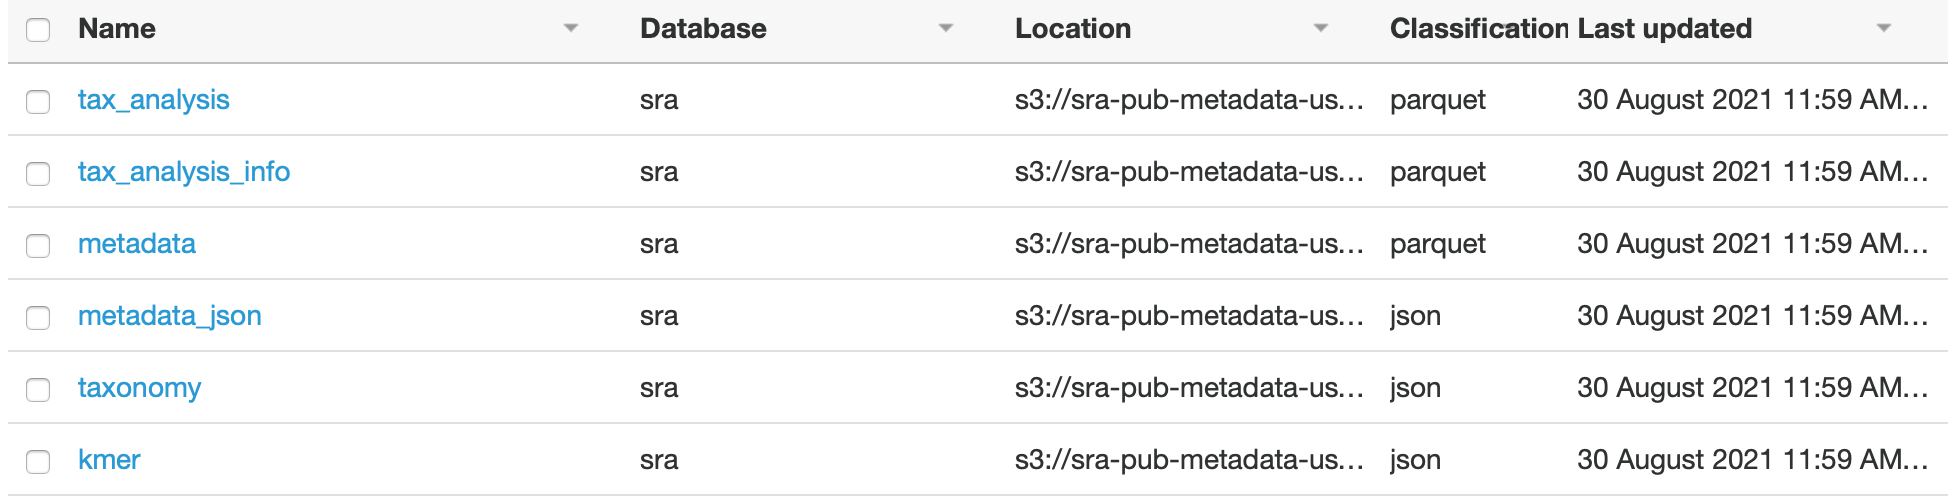 Name Database Location Classification Last updated
tax_analysis sra s3://sra-pub-metadata-us… parquet 30 August 2021 11:59 AM…
tax_analysis_info sra s3://sra-pub-metadata-us… parquet 30 August 2021 11:59 AM…
metadata sra s3://sra-pub-metadata-us… parquet 30 August 2021 11:59 AM…
metadata_json sra s3://sra-pub-metadata-us… json 30 August 2021 11:59 AM…
taxonomy sra s3://sra-pub-metadata-us… json 30 August 2021 11:59 AM…
kmer sra s3://sra-pub-metadata-us… json 30 August 2021 11:59 AM…